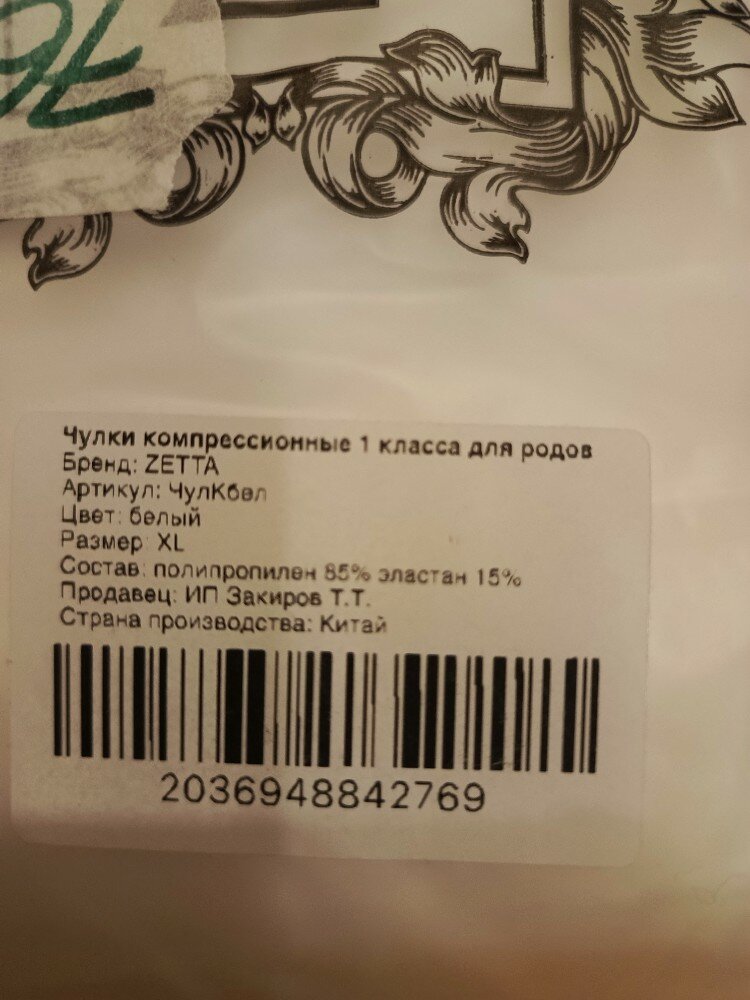 Чулки компрессионные 1 класса для родов
Бренд: ZETTA
Артикул: ЧулКбел
Цвет: белый
Размер: XL
Состав: полипропилен 85% эластан 15%
Продавец: ИП Закиров Т.Т.
Страна производства: Китай
2036948842769